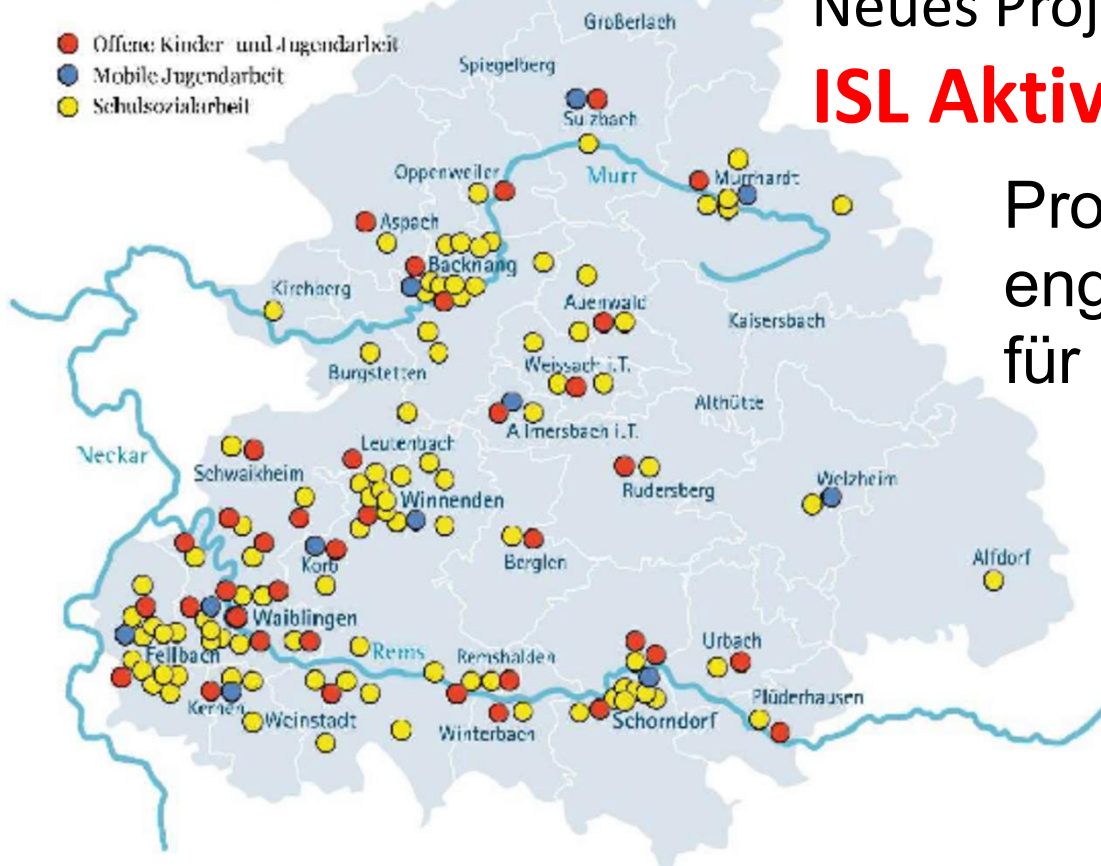 Neues Proj
Großerlach
Offene Kinder- und Jugendarbeit
Spiegelberg
Mobile Jugendarbeit
ISL Aktiv
Schulsozialarbeit
Sulzbach
Oppenweiler
Murr
Murrhardt
Pro
Aspach
Backnang
eng
Kirchberg
Auenwald
Kaisersbach
für
Burgstetten
Weissach i.T.
Althütte
Almersbach i.T.
Leutenbach
Neckar
Schwaikheim
Rudersberg
Welzheim
Winnenden
Korb
Berglen
Alfdorf
Waiblingen
Urbach
Fellbach
Rems
Remshalden
Plüderhausen
Kernen
Weinstadt
Schorndorf
Winterbach